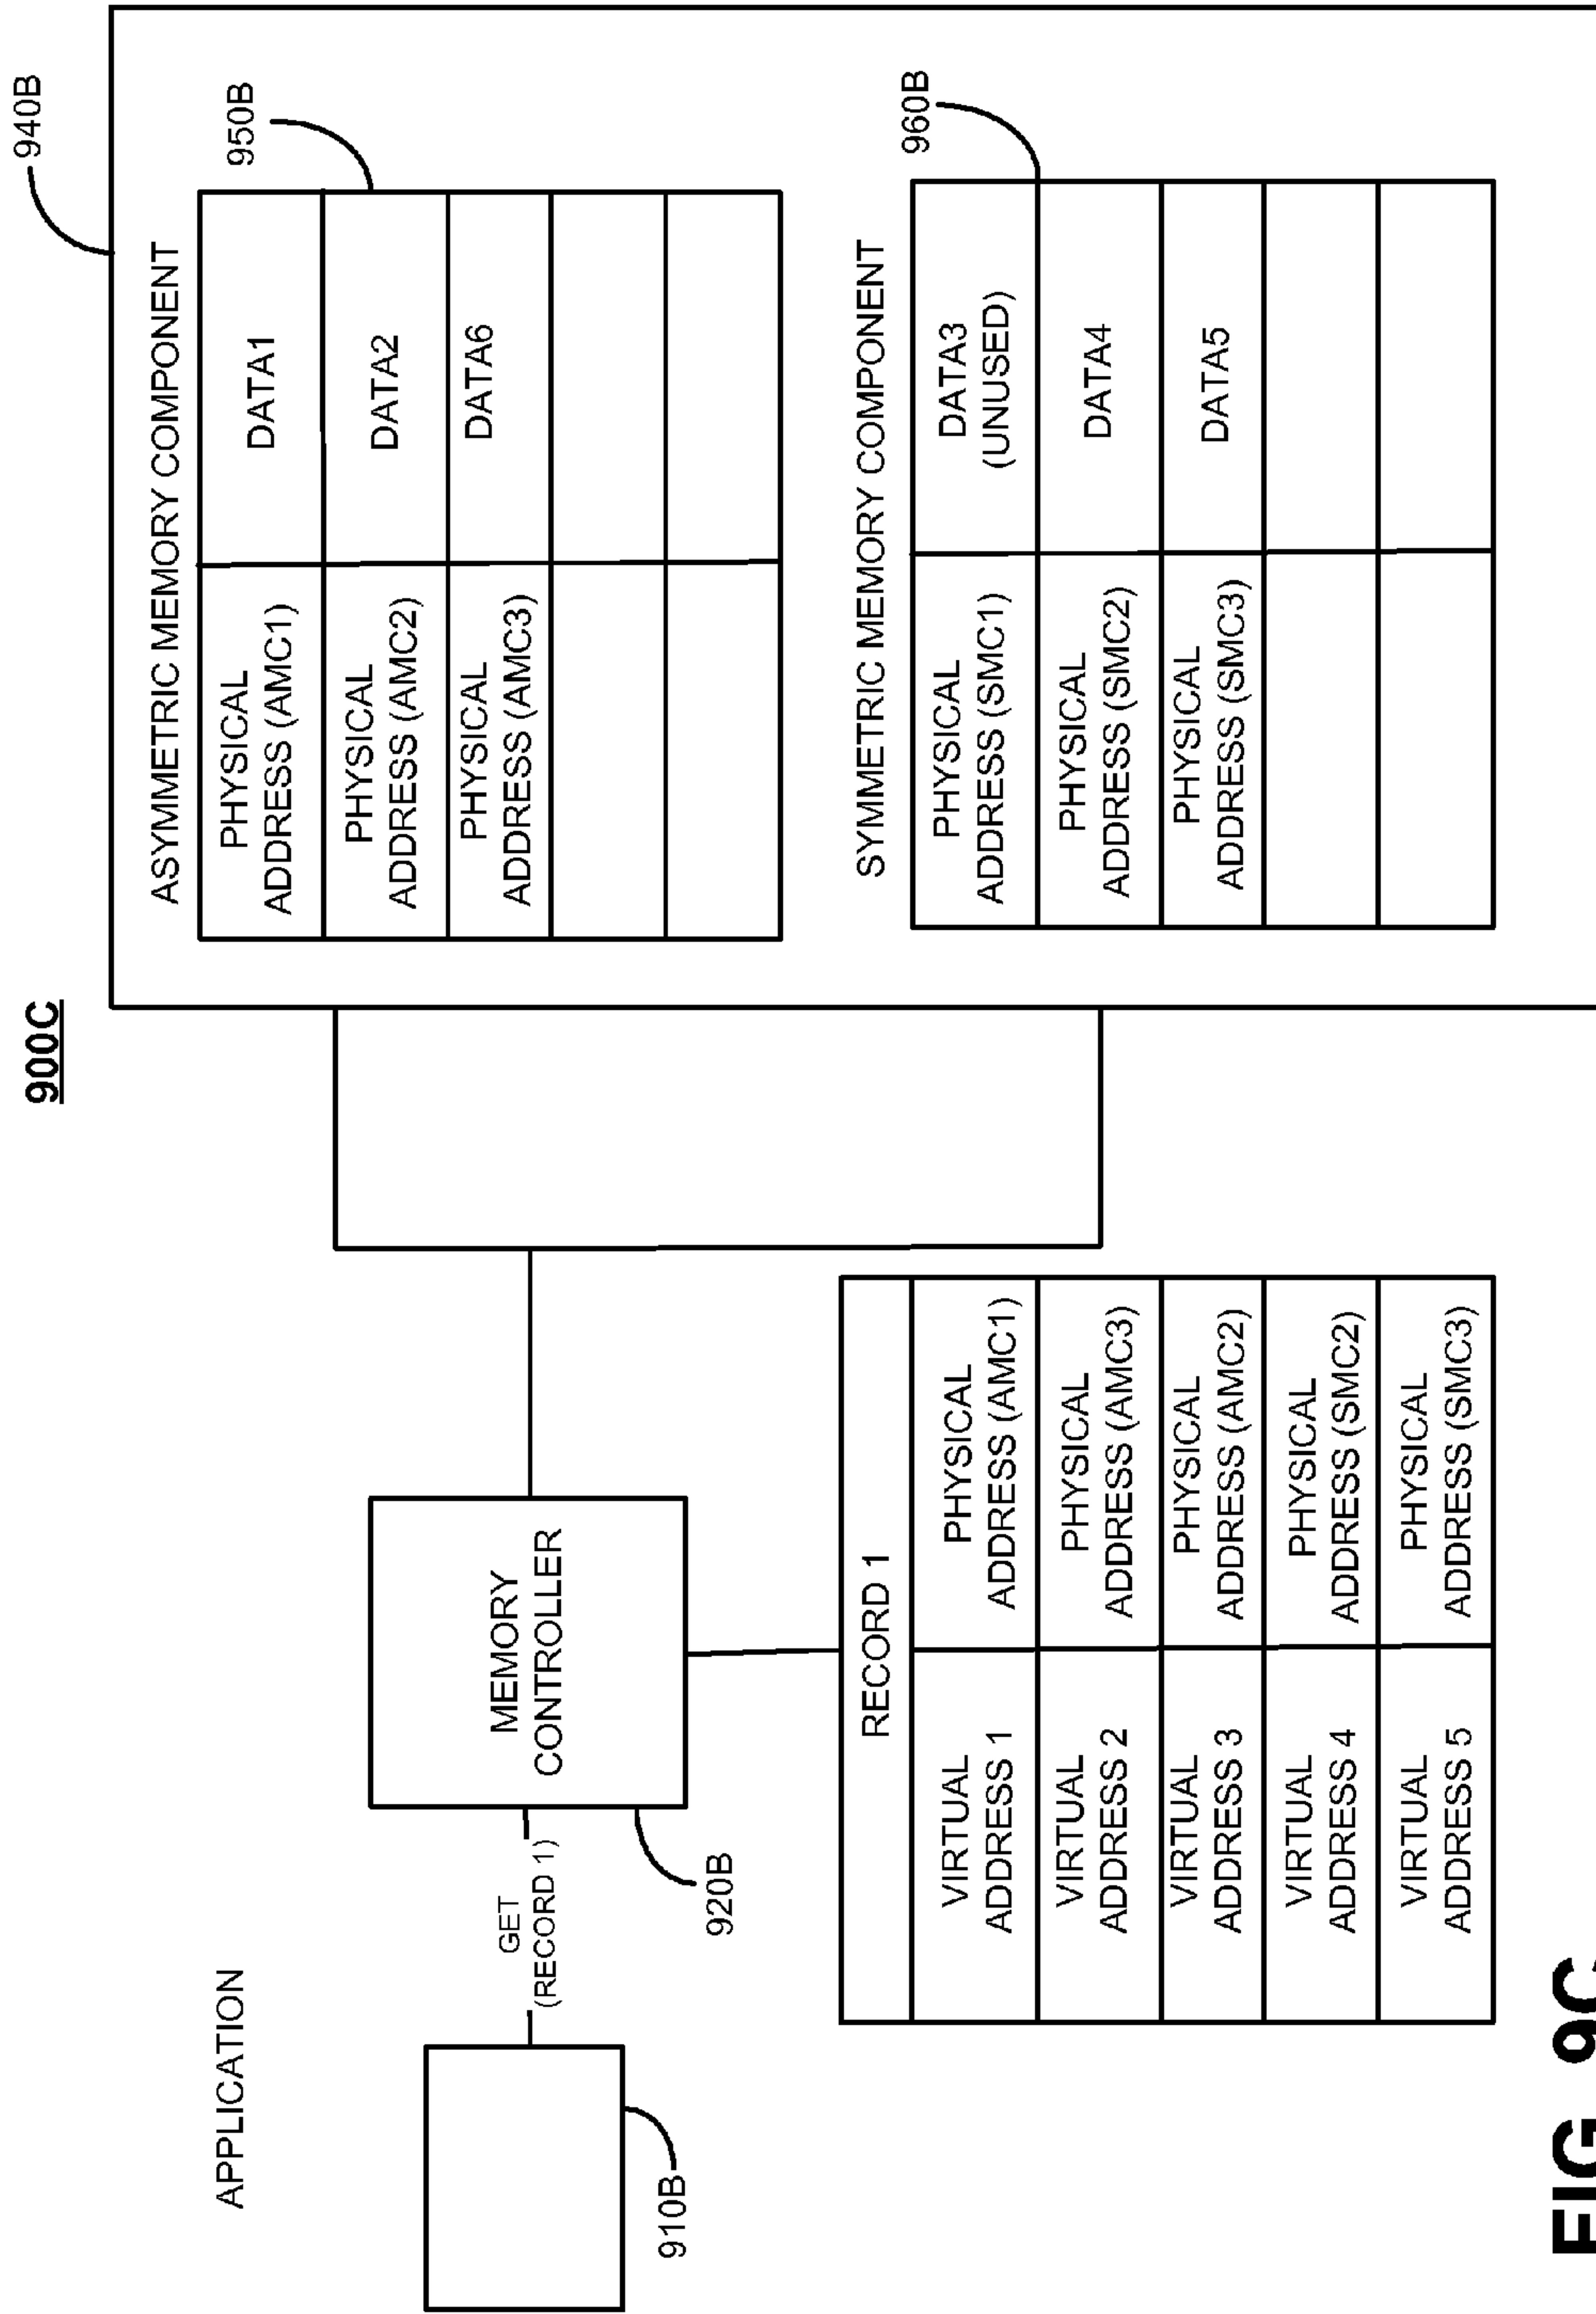 900C
940B
ASYMMETRIC MEMORY COMPONENT
PHYSICAL
ADDRESS (AMC1)
DATA1
PHYSICAL
ADDRESS (AMC2)
DATA2
PHYSICAL
ADDRESS (AMC3)
DATA6
950B
SYMMETRIC MEMORY COMPONENT
PHYSICAL
ADDRESS (SMC1)
DATA3
(UNUSED)
PHYSICAL
ADDRESS (SMC2)
DATA4
PHYSICAL
ADDRESS (SMC3)
DATA5
960B
APPLICATION
910B
GET
(RECORD 1)
MEMORY
CONTROLLER
920B
RECORD 1
VIRTUAL
ADDRESS 1
PHYSICAL
ADDRESS (AMC1)
VIRTUAL
ADDRESS 2
PHYSICAL
ADDRESS (AMC3)
VIRTUAL
ADDRESS 3
PHYSICAL
ADDRESS (AMC2)
VIRTUAL
ADDRESS 4
PHYSICAL
ADDRESS (SMC2)
VIRTUAL
ADDRESS 5
PHYSICAL
ADDRESS (SMC3)
FIG. 9C